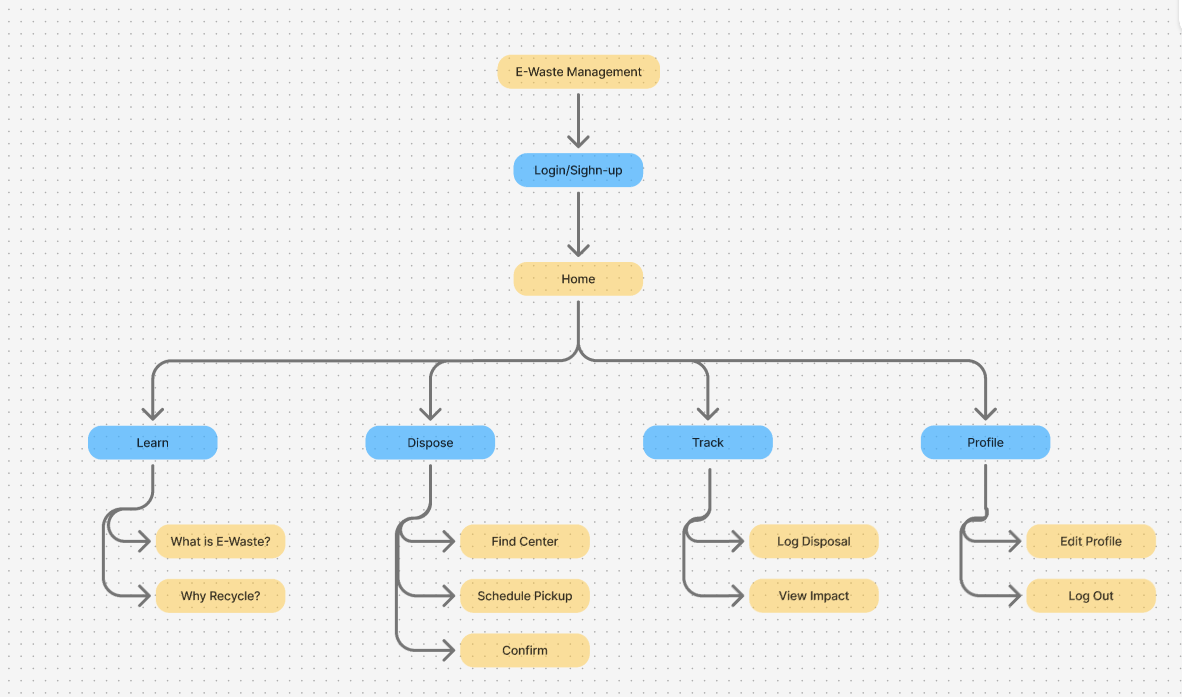 E-Waste Management
Login/Sighn-up
Home
Learn
Dispose
Track
Profile
What is E-Waste?
Find Center
Log Disposal
Edit Profile
Why Recycle?
Schedule Pickup
View Impact
Log Out
Confirm